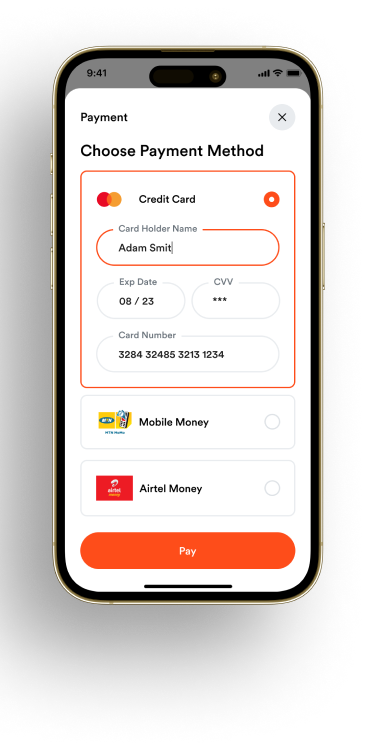 9:41
Payment
Choose Payment Method
Credit Card
Card Holder Name
Adam Smit
Exp Date
CVV
08 / 23
***
Card Number
3284 32485 3213 1234
MTN
MTN MoMo
Mobile Money
airtel
money
Airtel Money
Pay